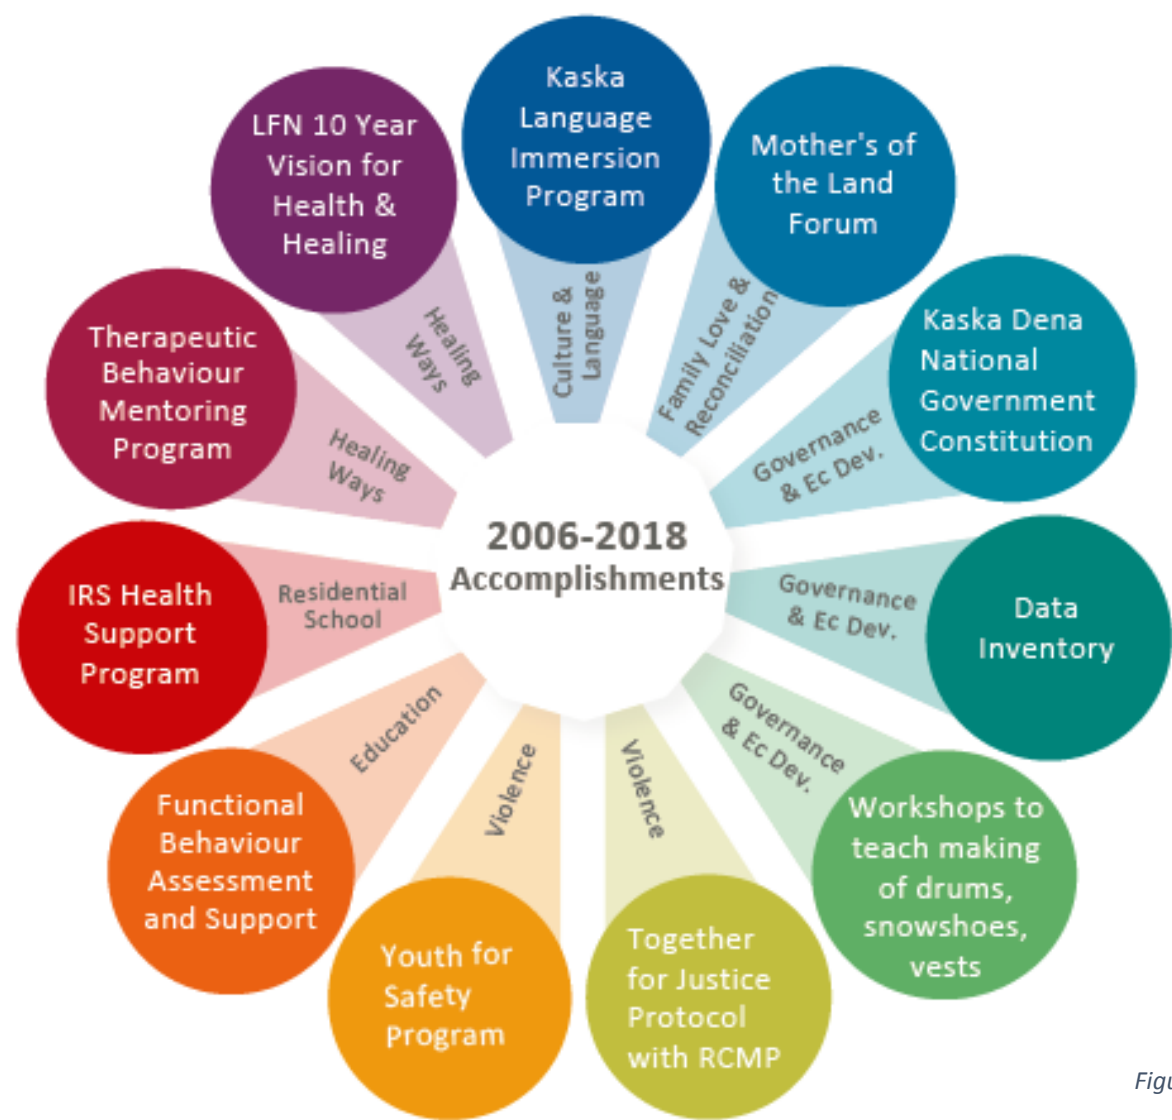 Kaska
Language
Immersion
Program
Culture &
Language
Mother's of
the Land
Forum
Family Love &
Reconciliation
Kaska Dena
National
Government
Constitution
Governance
& Ec Dev.
Data
Inventory
Governance
& Ec Dev.
Workshops to
teach making
of drums,
snowshoes,
vests
Governance
& Ec Dev.
Together
for Justice
Protocol
with RCMP
Violence
Youth for
Safety
Program
Violence
Functional
Behaviour
Assessment
and Support
Education
IRS Health
Support
Program
Residential
School
Therapeutic
Behaviour
Mentoring
Program
Healing
Ways
LFN 10 Year
Vision for
Health &
Healing
Healing
Ways
2006-2018
Accomplishments